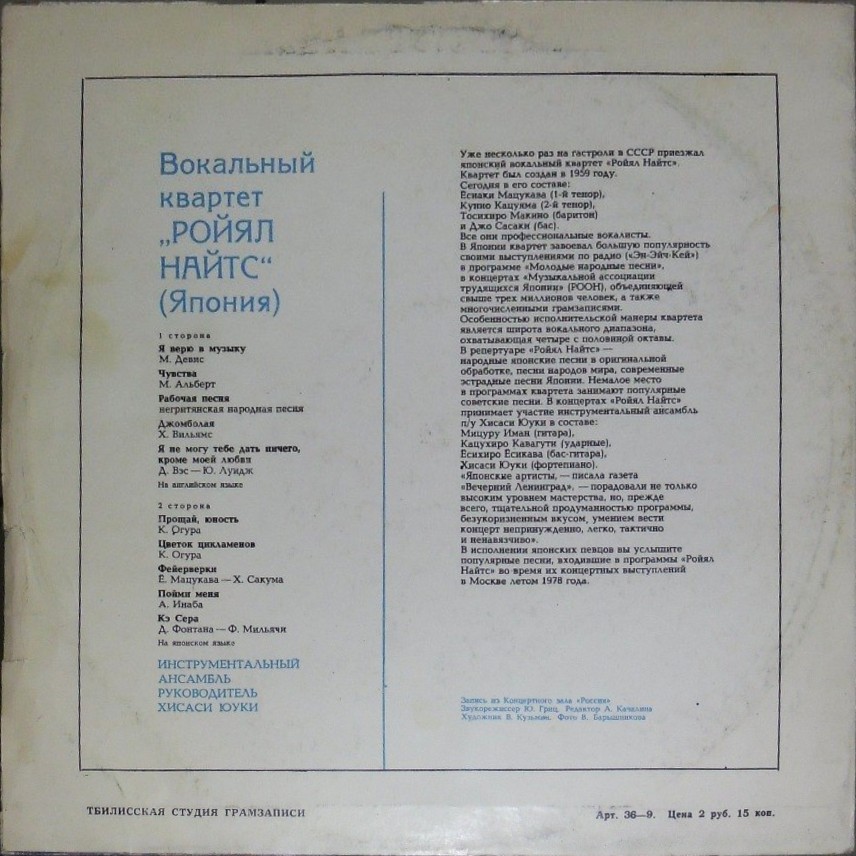 Вокальный
квартет
„РОЙЯЛ
НАЙТС“
(Япония)
1 сторона
Я верю в музыку
М. Девис
Чувства
М. Альберт
Рабочая песня
негритянская народная песня
Джомболая
Х. Вильямс
Я не могу тебе дать ничего,
кроме моей любви
Д. Вэс — Ю. Луидж
На английском языке
2 сторона
Прощай, юность
К. Огура
Цветок цикламенов
К. Огура
Фейерверки
Ё. Мацукава — Х. Сакума
Пойми меня
А. Инаба
Кэ Сера
Д. Фонтана — Ф. Мильячи
На японском языке
ИНСТРУМЕНТАЛЬНЫЙ
АНСАМБЛЬ
РУКОВОДИТЕЛЬ
ХИСАСИ ЮУКИ
Уже несколько раз на гастроли в СССР приезжал
японский вокальный квартет «Ройял Найтс».
Квартет был создан в 1959 году.
Сегодня в его составе:
Ёсиаки Мацукава (1-й тенор),
Кунио Кацуяма (2-й тенор),
Тосихиро Макино (баритон)
и Джо Сасаки (бас).
Все они профессиональные вокалисты.
В Японии квартет завоевал большую популярность
своими выступлениями по радио («Эн-Эйч-Кей»)
в программе «Молодые народные песни»,
в концертах «Музыкальной ассоциации
трудящихся Японии» (РООН), объединяющей
свыше трех миллионов человек, а также
многочисленными грамзаписями.
Особенностью исполнительской манеры квартета
является широта вокального диапазона,
охватывающая четыре с половиной октавы.
В репертуаре «Ройял Найтс» —
народные японские песни в оригинальной
обработке, песни народов мира, современные
эстрадные песни Японии. Немалое место
в программах квартета занимают популярные
советские песни. В концертах «Ройял Найтс»
принимает участие инструментальный ансамбль
п/у Хисаси Юуки в составе:
Мицуру Иман (гитара),
Кацухиро Кавагути (ударные),
Ёсихиро Ёсикава (бас-гитара),
Хисаси Юуки (фортепиано).
«Японские артисты, — писала газета
«Вечерний Ленинград», — порадовали не только
высоким уровнем мастерства, но, прежде
всего, тщательной продуманностью программы,
безукоризненным вкусом, умением вести
концерт непринужденно, легко, тактично
и ненавязчиво».
В исполнении японских певцов вы услышите
популярные песни, входившие в программы «Ройял
Найтс» во время их концертных выступлений
в Москве летом 1978 года.
Запись из Концертного зала «Россия»
Звукорежиссер Ю. Грац. Редактор А. Качалина
Художник В. Кузьмин. Фото В. Барышникова
ТБИЛИССКАЯ СТУДИЯ ГРАМЗАПИСИ
Арт. 36—9. Цена 2 руб. 15 коп.